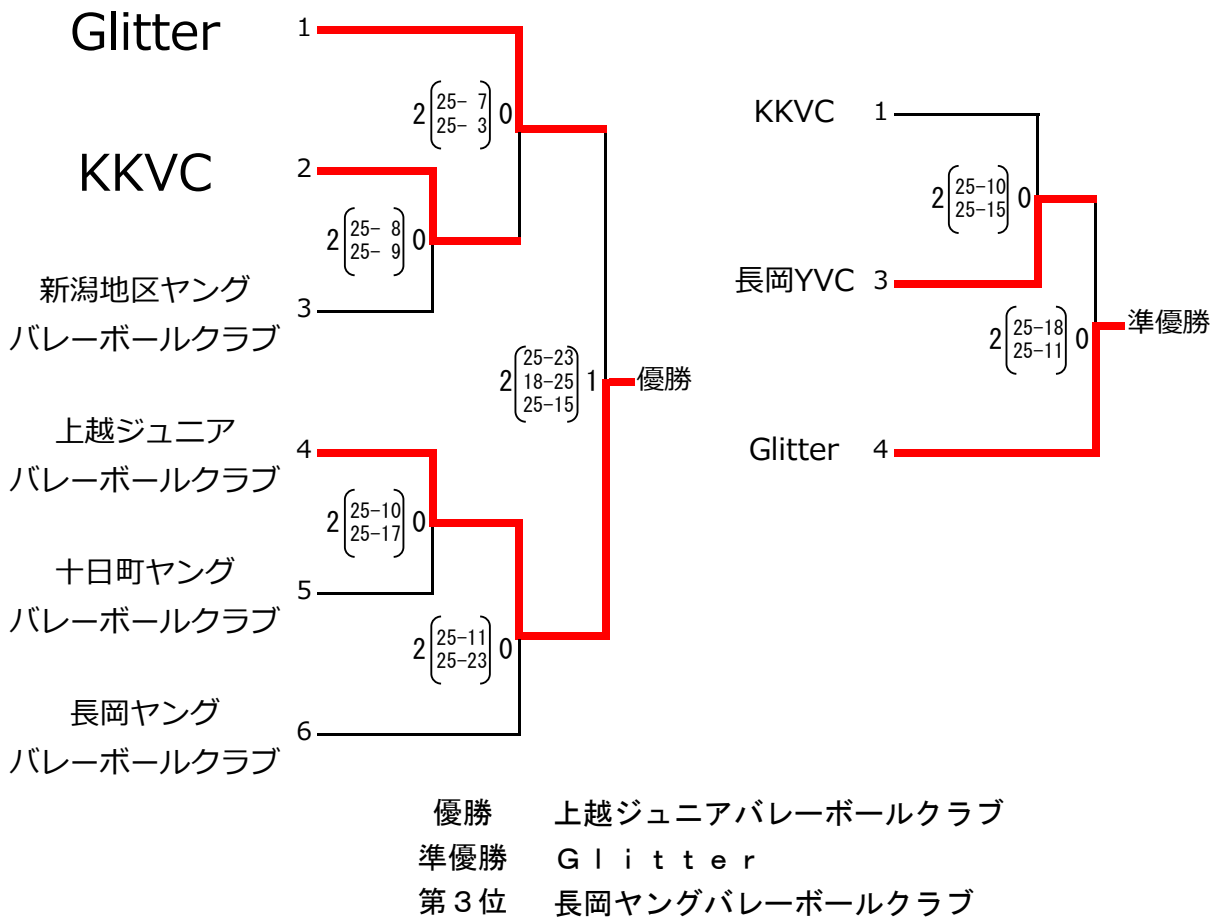 Glitter 1
2 25- 7 0
25- 3
KKVC 2
2 25- 8 0
25- 9
新潟地区ヤング
バレーボールクラブ 3
2 25-23 1
18-25
25-15
優勝
上越ジュニア
バレーボールクラブ 4
2 25-10 0
25-17
十日町ヤング
バレーボールクラブ 5
2 25-11 0
25-23
長岡ヤング
バレーボールクラブ 6
KKVC 1
2 25-10 0
25-15
長岡YVC 3
2 25-18 0
25-11
準優勝
Glitter 4
優勝 上越ジュニアバレーボールクラブ
準優勝 Ｇｌｉｔｔｅｒ
第３位 長岡ヤングバレーボールクラブ